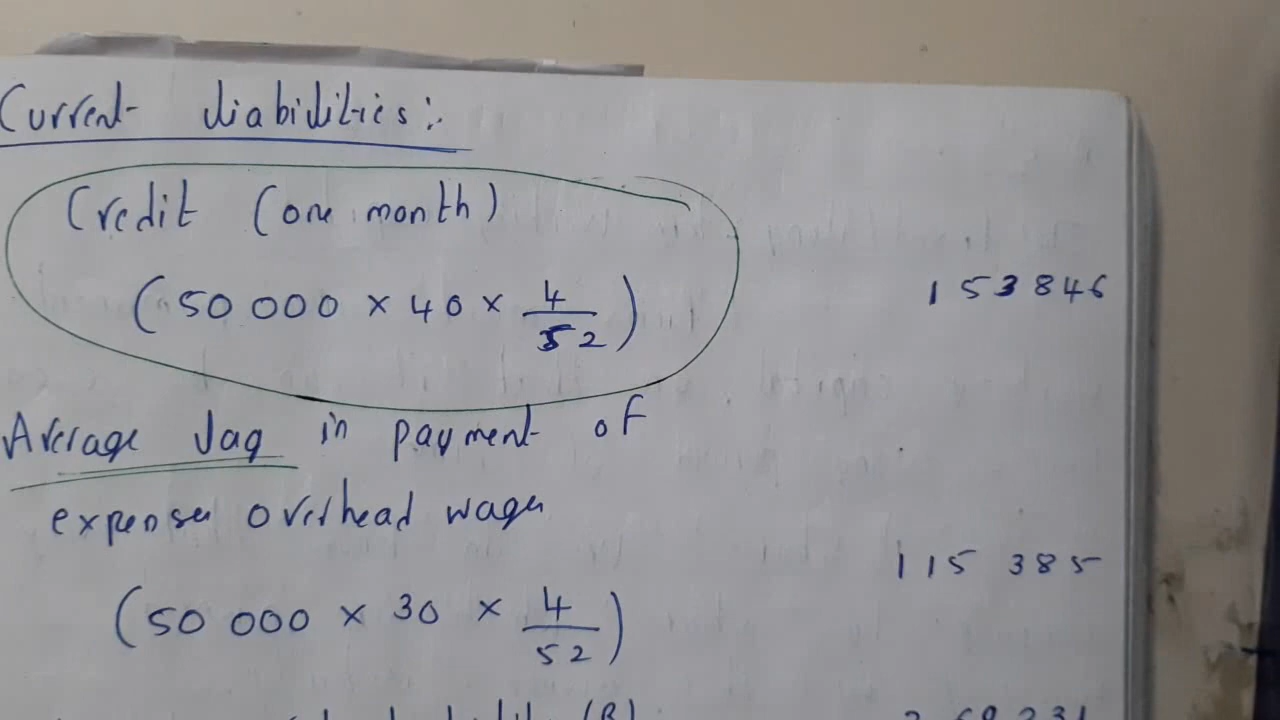 Current liabilities:
Credit (one month)
(50 000 × 40 × 4/52) 153846
Average lag in payment of
expenses overhead wages
115 385
(50 000 × 30 × 4/52)
(B)